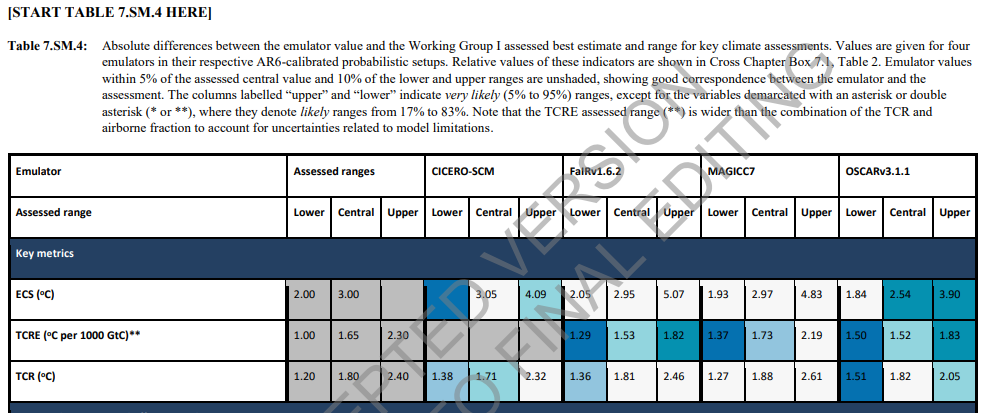 [START TABLE 7.SM.4 HERE]
Table 7.SM.4: Absolute differences between the emulator value and the Working Group I assessed best estimate and range for key climate assessments. Values are given for four
emulators in their respective AR6-calibrated probabilistic setups. Relative values of these indicators are shown in Cross Chapter Box 7.1, Table 2. Emulator values
within 5% of the assessed central value and 10% of the lower and upper ranges are unshaded, showing good correspondence between the emulator and the
assessment. The columns labelled “upper” and “lower” indicate very likely (5% to 95%) ranges, except for the variables demarcated with an asterisk or double
asterisk (* or **), where they denote likely ranges from 17% to 83%. Note that the TCRE assessed range (**) is wider than the combination of the TCR and
airborne fraction to account for uncertainties related to model limitations.
Emulator Assessed ranges CICERO-SCM FaIRv1.6.2 MAGICC7 OSCARv3.1.1
Assessed range Lower Central Upper Lower Central Upper Lower Central Upper Lower Central Upper Lower Central Upper
Key metrics
ECS (°C) 2.00 3.00 3.05 4.09 2.05 2.95 5.07 1.93 2.97 4.83 1.84 2.54 3.90
TCRE (°C per 1000 GtC)** 1.00 1.65 2.30 1.29 1.53 1.82 1.37 1.73 2.19 1.50 1.52 1.83
TCR (°C) 1.20 1.80 2.40 1.38 1.71 2.32 1.36 1.81 2.46 1.27 1.88 2.61 1.51 1.82 2.05
VERSION
FINAL EDITING